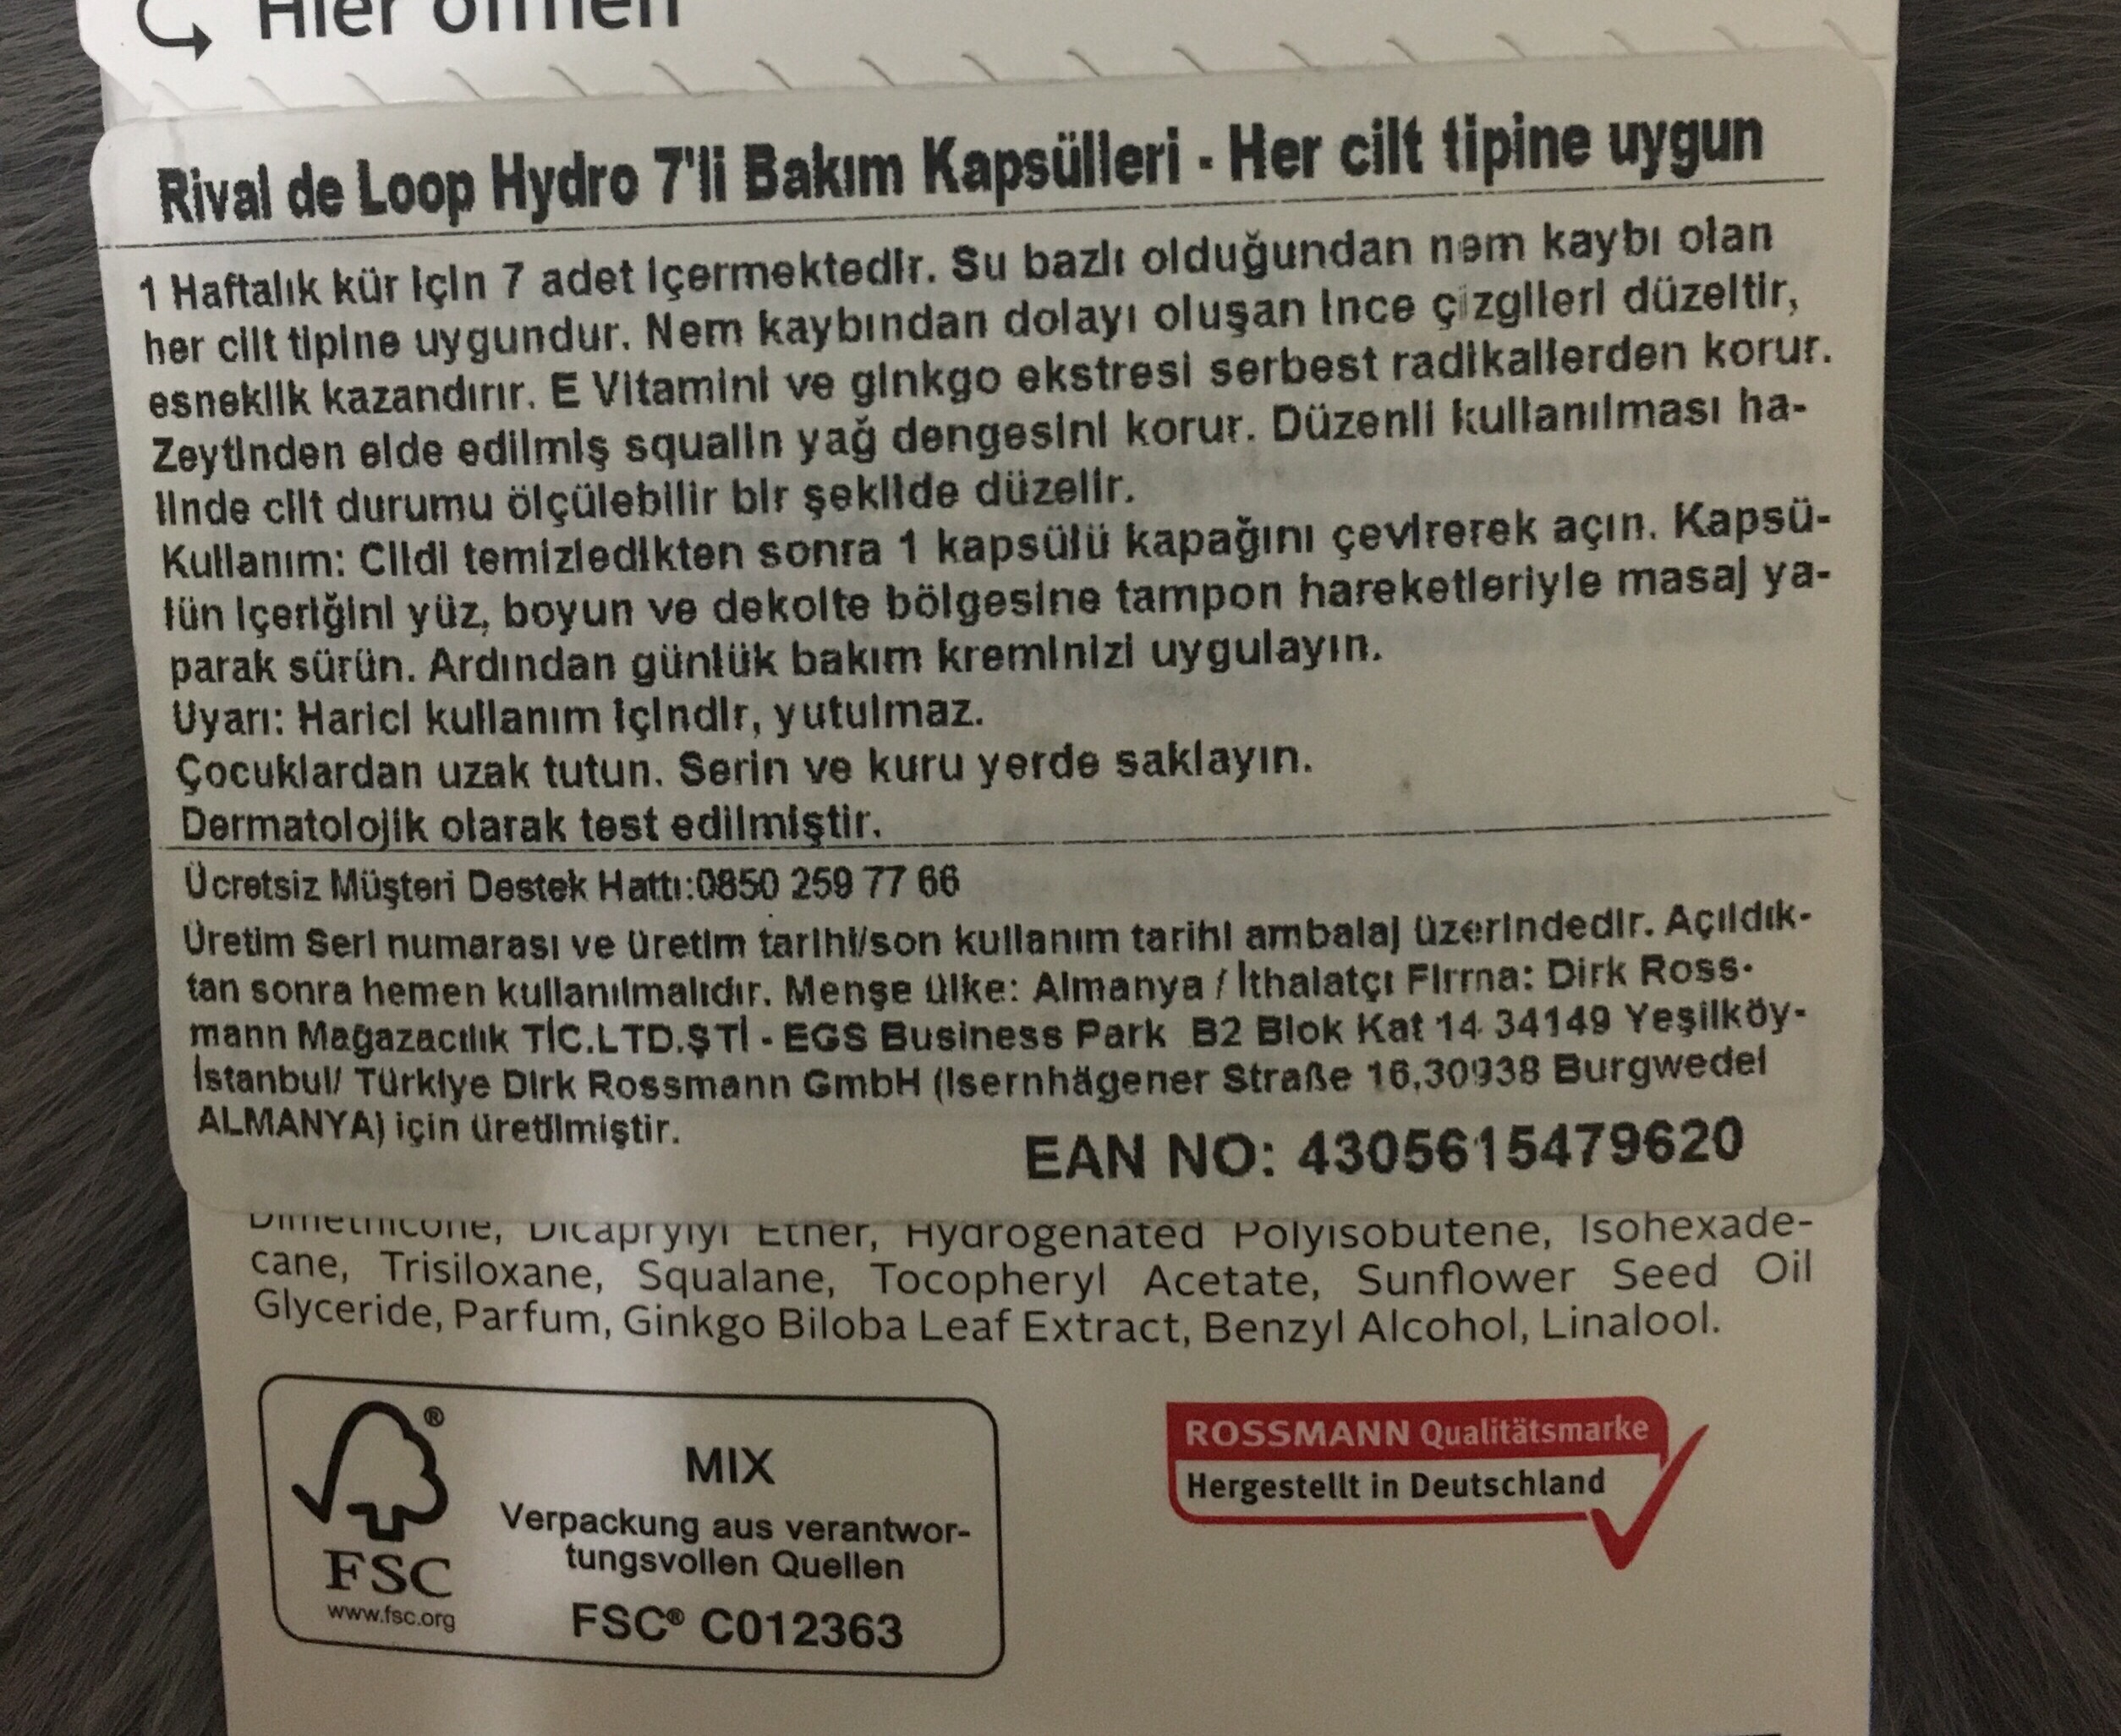 Hier öffnen
Rival de Loop Hydro 7'li Bakım Kapsülleri - Her cilt tipine uygun
1 Haftalık kür için 7 adet içermektedir. Su bazlı olduğundan nem kaybı olan
her cilt tipine uygundur. Nem kaybından dolayı oluşan ince çizgileri düzeltir,
esneklik kazandırır. E Vitamini ve ginkgo ekstresi serbest radikallerden korur.
Zeytinden elde edilmiş squalin yağ dengesini korur. Düzenli kullanılması ha-
linde cilt durumu ölçülebilir bir şekilde düzelir.
Kullanım: Cildi temizledikten sonra 1 kapsülü kapağını çevirerek açın. Kapsü-
lün içeriğini yüz, boyun ve dekolte bölgesine tampon hareketleriyle masaj ya-
parak sürün. Ardından günlük bakım kreminizi uygulayın.
Uyarı: Harici kullanım içindir, yutulmaz.
Çocuklardan uzak tutun. Serin ve kuru yerde saklayın.
Dermatolojik olarak test edilmiştir.
Ücretsiz Müşteri Destek Hattı:0850 259 77 66
Üretim Seri numarası ve üretim tarihi/son kullanım tarihi ambalaj üzerindedir. Açıldık-
tan sonra hemen kullanılmalıdır. Menşe ülke: Almanya / İthalatçı Firma: Dirk Ross-
mann Mağazacılık TİC.LTD.ŞTİ - EGS Business Park B2 Blok Kat 14 34149 Yeşilköy-
İstanbul/ Türkiye Dirk Rossmann GmbH (Isernhägener Straße 16,30938 Burgwedel
ALMANYA) için üretilmiştir.
EAN NO: 4305615479620
Dimethicone, Dicaprylyl Ether, Hydrogenated Polyisobutene, Isohexade-
cane, Trisiloxane, Squalane, Tocopheryl Acetate, Sunflower Seed Oil
Glyceride, Parfum, Ginkgo Biloba Leaf Extract, Benzyl Alcohol, Linalool.
®
FSC
www.fsc.org
MIX
Verpackung aus verantwor-
tungsvollen Quellen
FSC® C012363
ROSSMANN Qualitätsmarke
Hergestellt in Deutschland